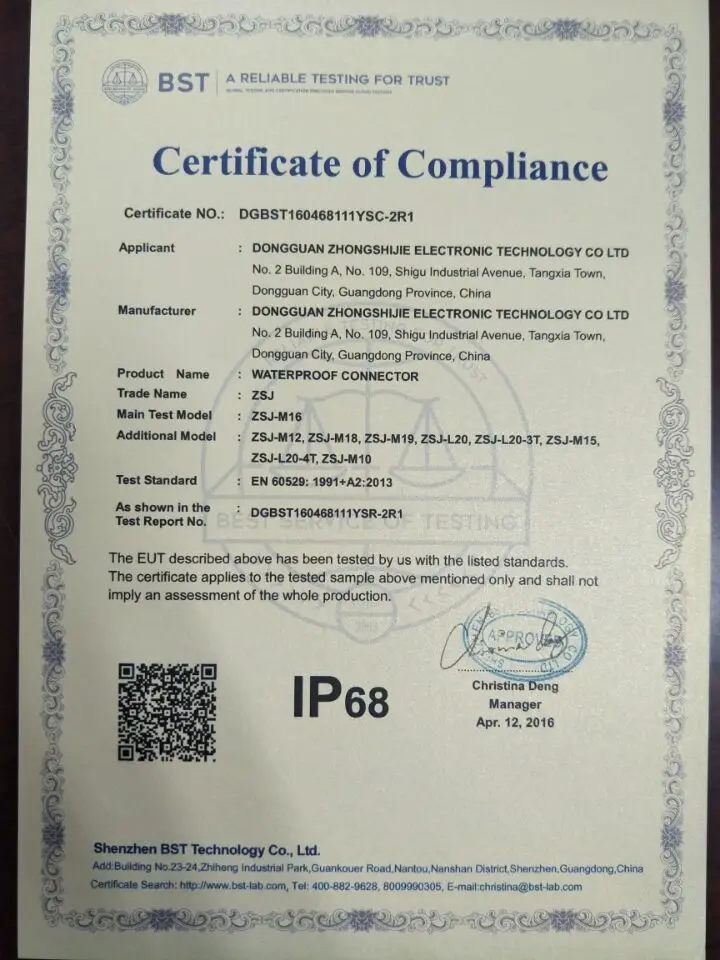 BST A RELIABLE TESTING FOR TRUST
Certificate of Compliance
Certificate NO.: DGBST160468111YSC-2R1
Applicant : DONGGUAN ZHONGSHIJIE ELECTRONIC TECHNOLOGY CO LTD
No. 2 Building A, No. 109, Shigu Industrial Avenue, Tangxia Town,
Dongguan City, Guangdong Province, China
Manufacturer : DONGGUAN ZHONGSHIJIE ELECTRONIC TECHNOLOGY CO LTD
No. 2 Building A, No. 109, Shigu Industrial Avenue, Tangxia Town,
Dongguan City, Guangdong Province, China
Product Name : WATERPROOF CONNECTOR
Trade Name : ZSJ
Main Test Model : ZSJ-M16
Additional Model : ZSJ-M12, ZSJ-M18, ZSJ-M19, ZSJ-L20, ZSJ-L20-3T, ZSJ-M15,
ZSJ-L20-4T, ZSJ-M10
Test Standard : EN 60529: 1991+A2:2013
As shown in the
Test Report No. : DGBST160468111YSR-2R1
BEST SERVICE OF TESTING
The EUT described above has been tested by us with the listed standards.
The certificate applies to the tested sample above mentioned only and shall not
imply an assessment of the whole production.
APPROVED
IP68
Christina Deng
Manager
Apr. 12, 2016
Shenzhen BST Technology Co., Ltd.
Add:Building No.23-24,Zhiheng Industrial Park,Guankouer Road,Nantou,Nanshan District,Shenzhen,Guangdong,China
Certificate Search: http://www.bst-lab.com, Tel: 400-882-9628, 8009990305, E-mail:christina@bst-lab.com